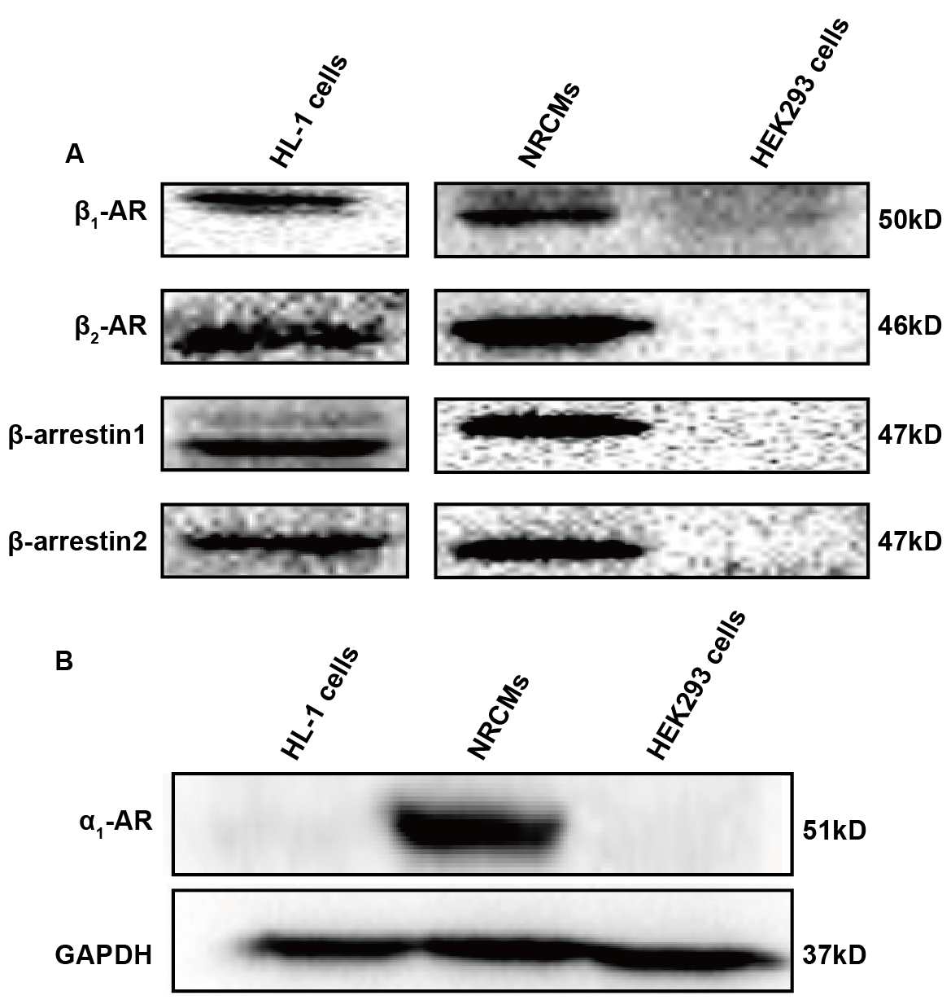 A
HL-1 cells
NRCMs
HEK293 cells
β1-AR
50kD
β2-AR
46kD
β-arrestin1
47kD
β-arrestin2
47kD
B
HL-1 cells
NRCMs
HEK293 cells
α1-AR
51kD
GAPDH
37kD